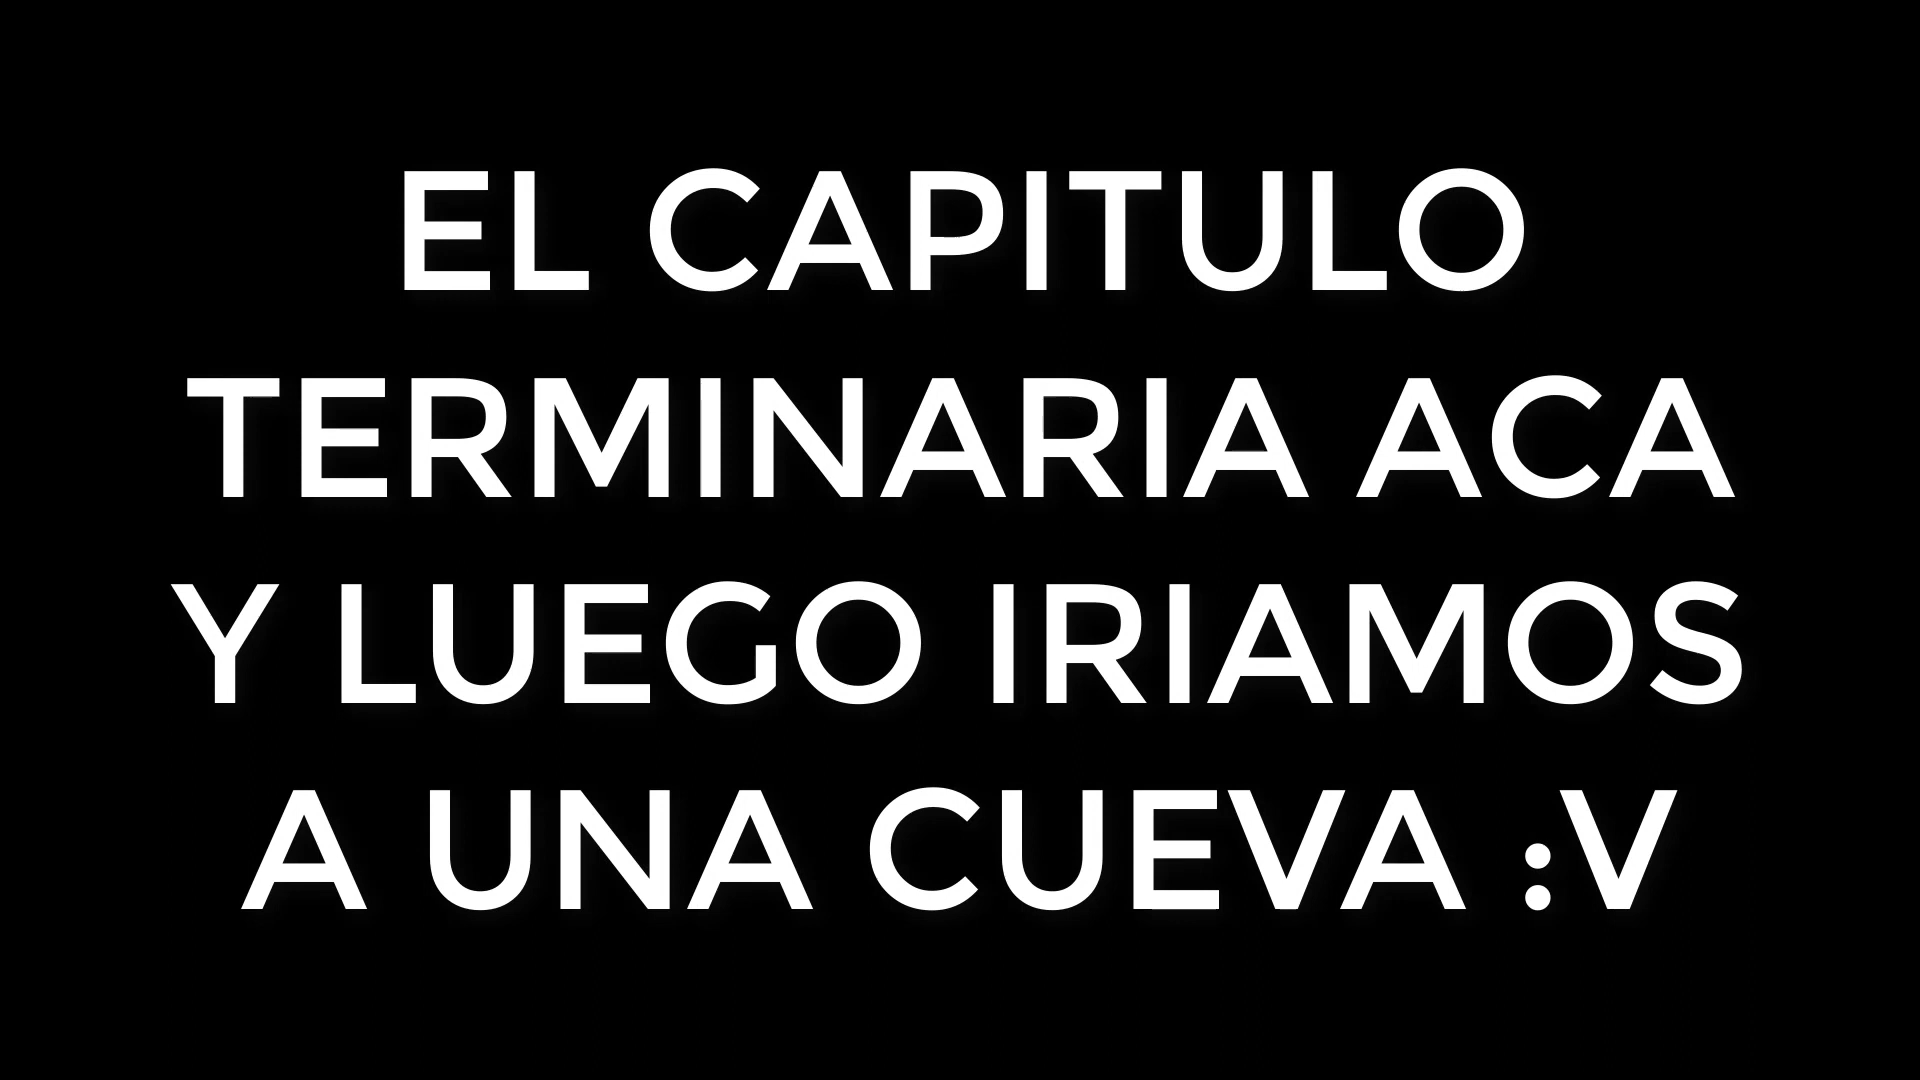 EL CAPITULO
TERMINARIA ACA
Y LUEGO IRIAMOS
A UNA CUEVA :V